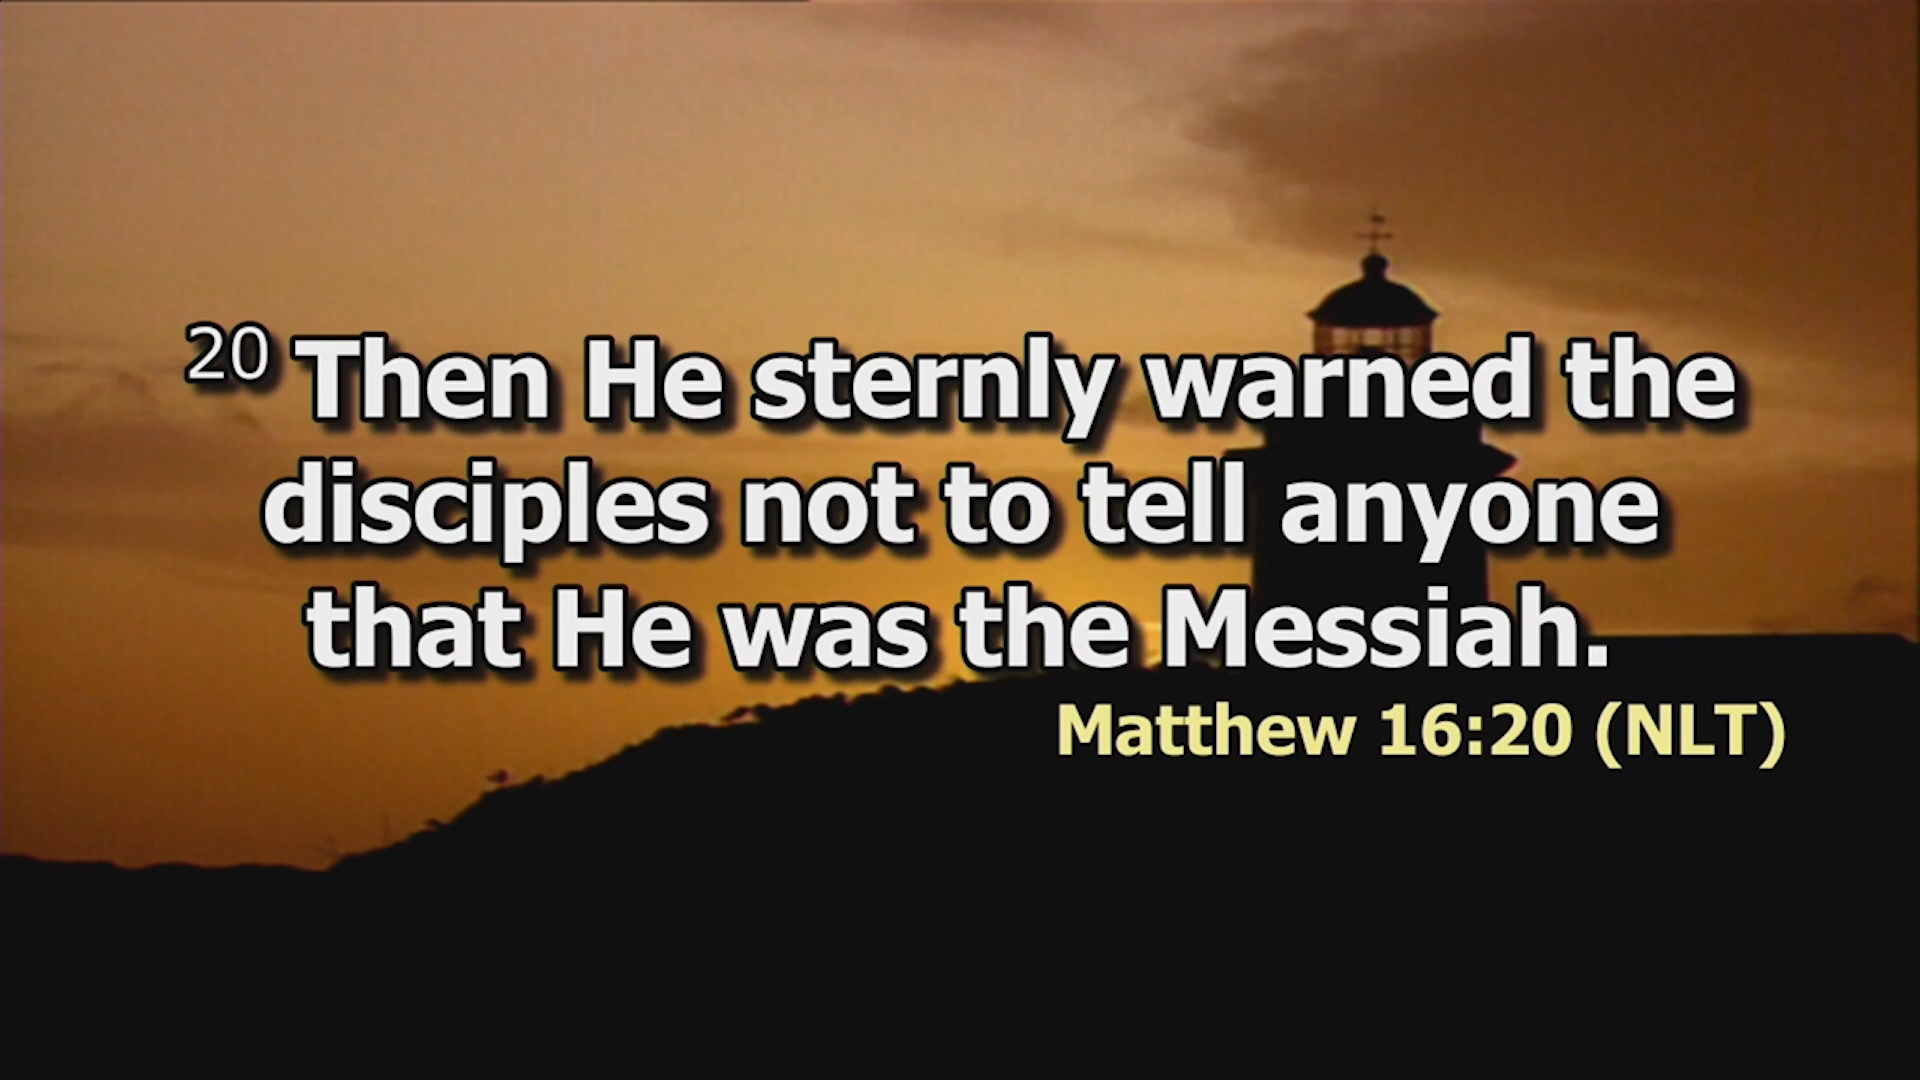 20 Then He sternly warned the
disciples not to tell anyone
that He was the Messiah.
Matthew 16:20 (NLT)